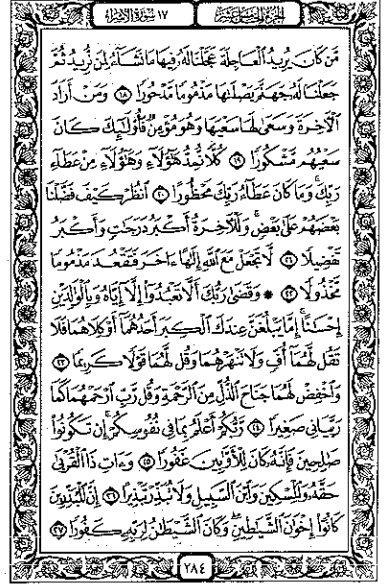 الجزء الخامس عشر
١٧ سورة الإسراء
مَّن كَانَ يُرِيدُ ٱلْعَاجِلَةَ عَجَّلْنَا لَهُۥ فِيهَا مَا نَشَآءُ لِمَن نُّرِيدُ ثُمَّ
جَعَلْنَا لَهُۥ جَهَنَّمَ يَصْلَىٰهَا مَذْمُومًا مَّدْحُورًا ١٨ وَمَنْ أَرَادَ
ٱلْأَخِرَةَ وَسَعَىٰ لَهَا سَعْيَهَا وَهُوَ مُؤْمِنٌ فَأُو۟لَٰٓئِكَ كَانَ
سَعْيُهُم مَّشْكُورًا ١٩ كُلًّا نُّمِدُّ هَٰٓؤُلَآءِ وَهَٰٓؤُلَآءِ مِنْ عَطَآءِ
رَبِّكَ ۚ وَمَا كَانَ عَطَآءُ رَبِّكَ مَحْظُورًا ٢٠ ٱنظُرْ كَيْفَ فَضَّلْنَا
بَعْضَهُمْ عَلَىٰ بَعْضٍ ۚ وَلَلْأَخِرَةُ أَكْبَرُ دَرَجَٰتٍ وَأَكْبَرُ
تَفْضِيلًا ٢١ لَّا تَجْعَلْ مَعَ ٱللَّهِ إِلَٰهًا ءَاخَرَ فَتَقْعُدَ مَذْمُومًا
مَّخْذُولًا ٢٢ ۞ وَقَضَىٰ رَبُّكَ أَلَّا تَعْبُدُوٓا۟ إِلَّآ إِيَّاهُ وَبِٱلْوَٰلِدَيْنِ
إِحْسَٰنًا ۚ إِمَّا يَبْلُغَنَّ عِندَكَ ٱلْكِبَرَ أَحَدُهُمَآ أَوْ كِلَاهُمَا فَلَا
تَقُل لَّهُمَآ أُفٍّ وَلَا تَنْهَرْهُمَا وَقُل لَّهُمَا قَوْلًا كَرِيمًا ٢٣
وَٱخْفِضْ لَهُمَا جَنَاحَ ٱلذُّلِّ مِنَ ٱلرَّحْمَةِ وَقُل رَّبِّ ٱرْحَمْهُمَا كَمَا
رَبَّيَانِى صَغِيرًا ٢٤ رَّبُّكُمْ أَعْلَمُ بِمَا فِى نُفُوسِكُمْ ۚ إِن تَكُونُوا۟
صَٰلِحِينَ فَإِنَّهُۥ كَانَ لِلْأَوَّٰبِينَ غَفُورًا ٢٥ وَءَاتِ ذَا ٱلْقُرْبَىٰ
حَقَّهُۥ وَٱلْمِسْكِينَ وَٱبْنَ ٱلسَّبِيلِ وَلَا تُبَذِّرْ تَبْذِيرًا ٢٦ إِنَّ ٱلْمُبَذِّرِينَ
كَانُوٓا۟ إِخْوَٰنَ ٱلشَّيَٰطِينِ ۖ وَكَانَ ٱلشَّيْطَٰنُ لِرَبِّهِۦ كَفُورًا ٢٧
٢٨٤